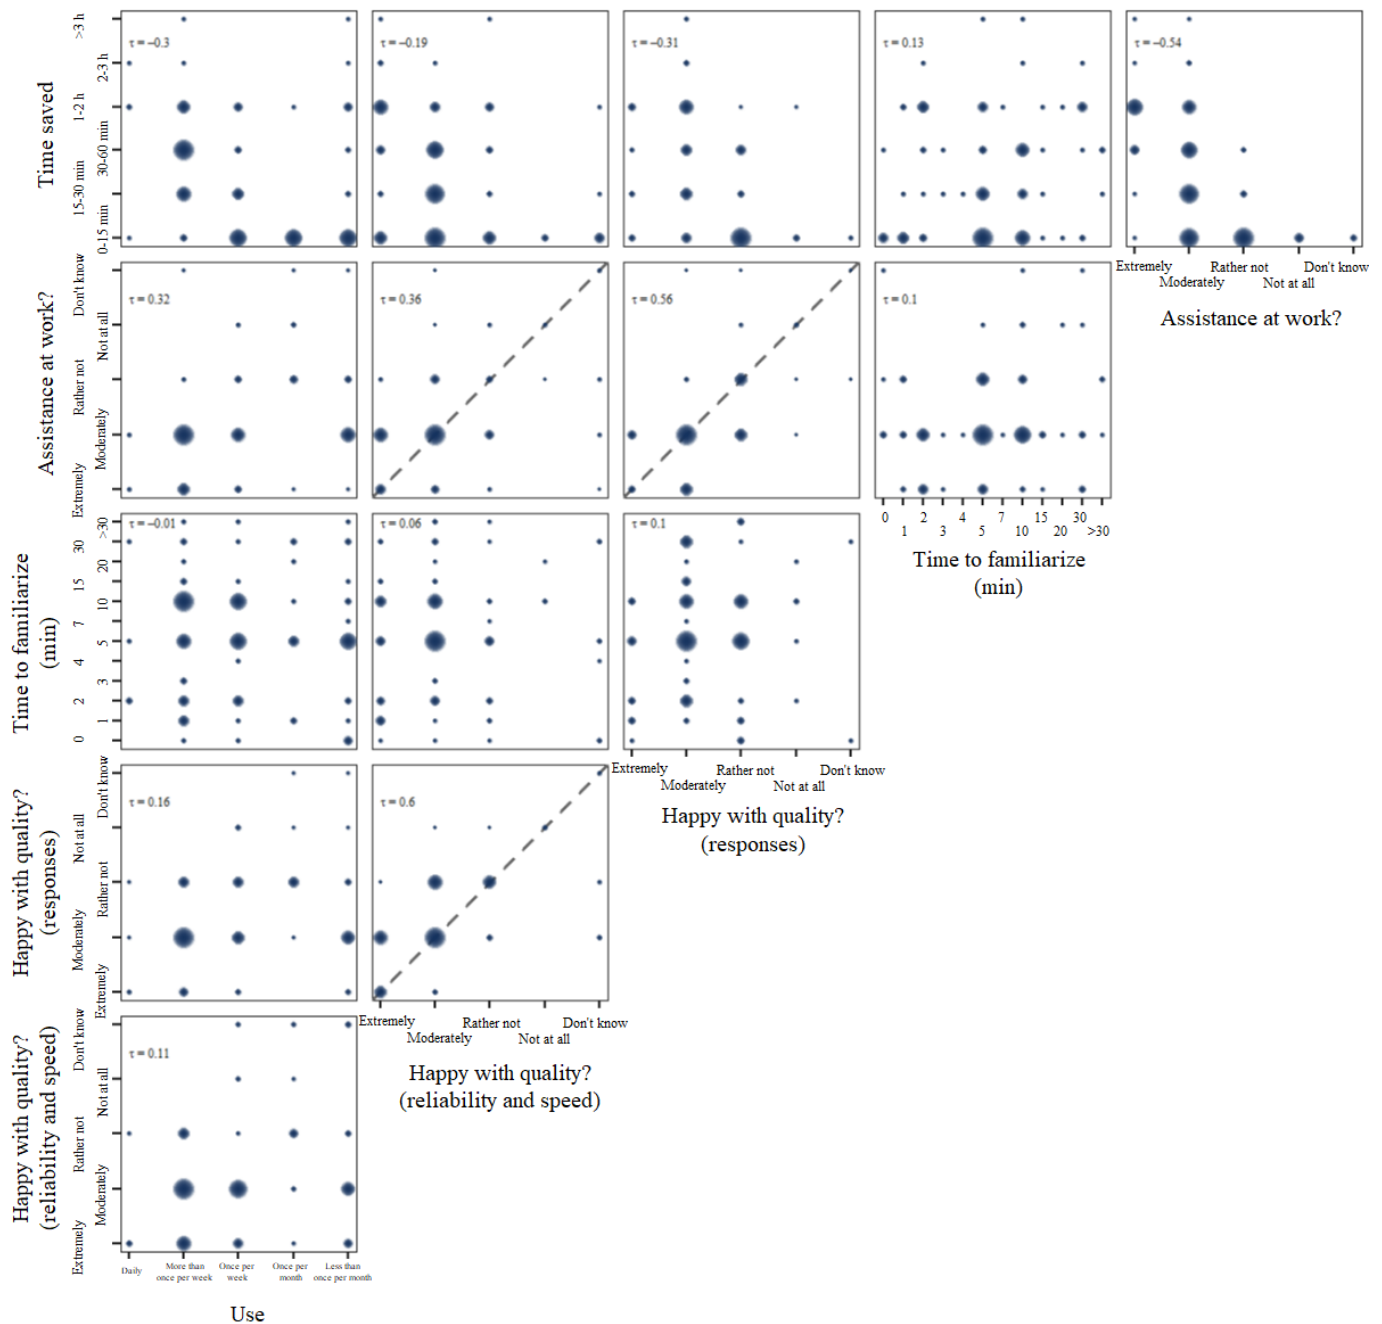 Time saved
>3 h
2-3 h
1-2 h
30-60 min
15-30 min
0-15 min
τ = −0.3
τ = −0.19
τ = −0.31
τ = 0.13
τ = −0.54
Extremely
Moderately
Rather not
Not at all
Don't know
Assistance at work?
Assistance at work?
Don't know
Not at all
Rather not
Moderately
Extremely
τ = 0.32
τ = 0.36
τ = 0.56
τ = 0.1
0 1 2 3 4 5 7 10 15 20 30 >30
Time to familiarize
(min)
Time to familiarize
(min)
>30
30
20
15
10
7
5
4
3
2
1
0
τ = −0.01
τ = 0.06
τ = 0.1
Extremely
Moderately
Rather not
Not at all
Don't know
Happy with quality?
(responses)
Happy with quality?
(responses)
Don't know
Not at all
Rather not
Moderately
Extremely
τ = 0.16
τ = 0.6
Extremely
Moderately
Rather not
Not at all
Don't know
Happy with quality?
(reliability and speed)
Happy with quality?
(reliability and speed)
Don't know
Not at all
Rather not
Moderately
Extremely
τ = 0.11
Daily
More than
once per week
Once per
week
Once per
month
Less than
once per month
Use